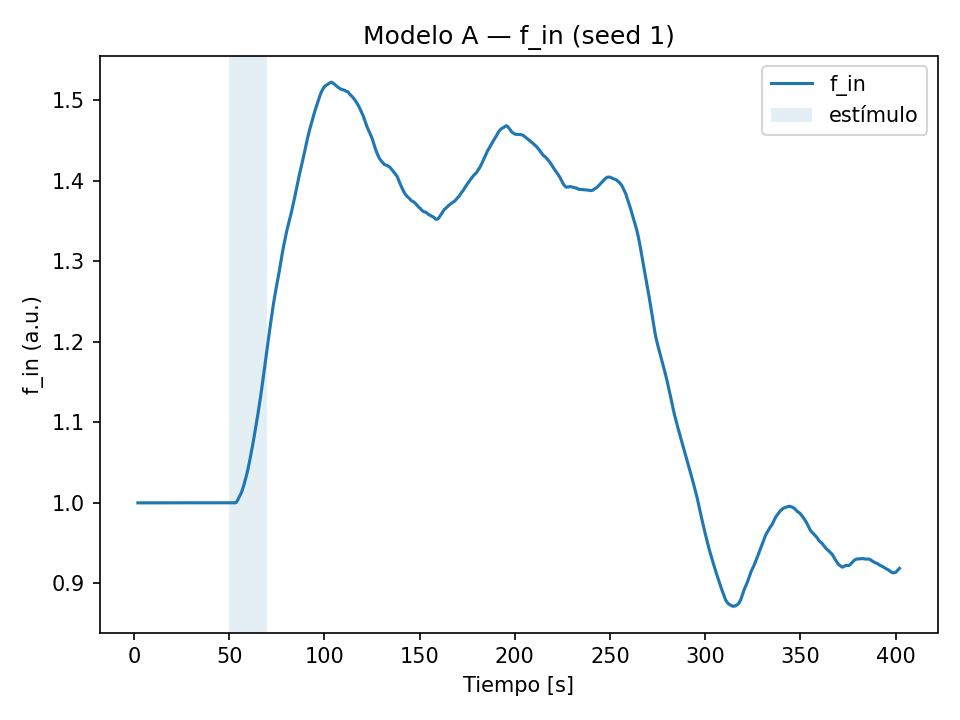 Modelo A — f_in (seed 1)
f_in
estímulo
f_in (a.u.)
1.5
1.4
1.3
1.2
1.1
1.0
0.9
0 50 100 150 200 250 300 350 400
Tiempo [s]